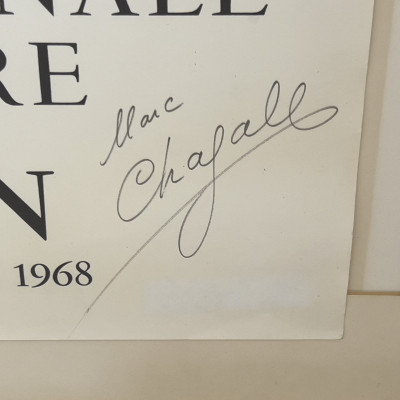 NALE
RE
Marc
Chagall
N
1968